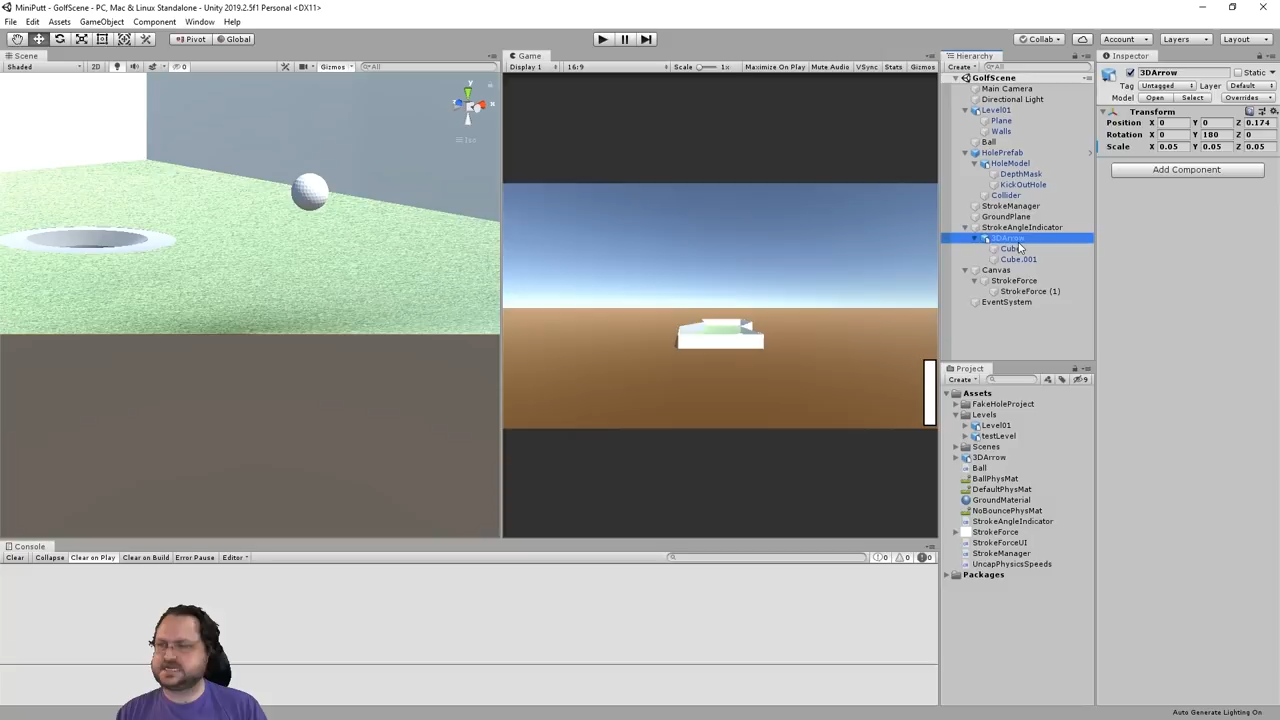 MiniPutt - GolfScene - PC, Mac & Linux Standalone - Unity 2019.2.5f1 Personal <DX11>
File Edit Assets GameObject Component Window Help
Pivot Global Collab Account Layers Layout
Scene
Shaded 2D 0 Gizmos All
y
x
Iso
Game
Display 1 16:9 Scale 1x Maximize On Play Mute Audio VSync Stats Gizmos
Hierarchy
Create All
GolfScene
Main Camera
Directional Light
Level01
Plane
Walls
Ball
HolePrefab
HoleModel
DepthMask
KickOutHole
Collider
StrokeManager
GroundPlane
StrokeAngleIndicator
3DArrow
Cube
Cube.001
Canvas
StrokeForce
StrokeForce (1)
EventSystem
Inspector
3DArrow Static
Tag Untagged Layer Default
Model Open Select Overrides
Transform
Position X 0 Y 0 Z 0.174
Rotation X 0 Y 180 Z 0
Scale X 0.05 Y 0.05 Z 0.05
Add Component
Project
Create 9
Assets
FakeHoleProject
Levels
Level01
testLevel
Scenes
3DArrow
Ball
BallPhysMat
DefaultPhysMat
GroundMaterial
NoBouncePhysMat
StrokeAngleIndicator
StrokeForce
StrokeForceUI
StrokeManager
UncapPhysicsSpeeds
Packages
Console
Clear Collapse Clear on Play Clear on Build Error Pause Editor 0 0 0
Auto Generate Lighting On